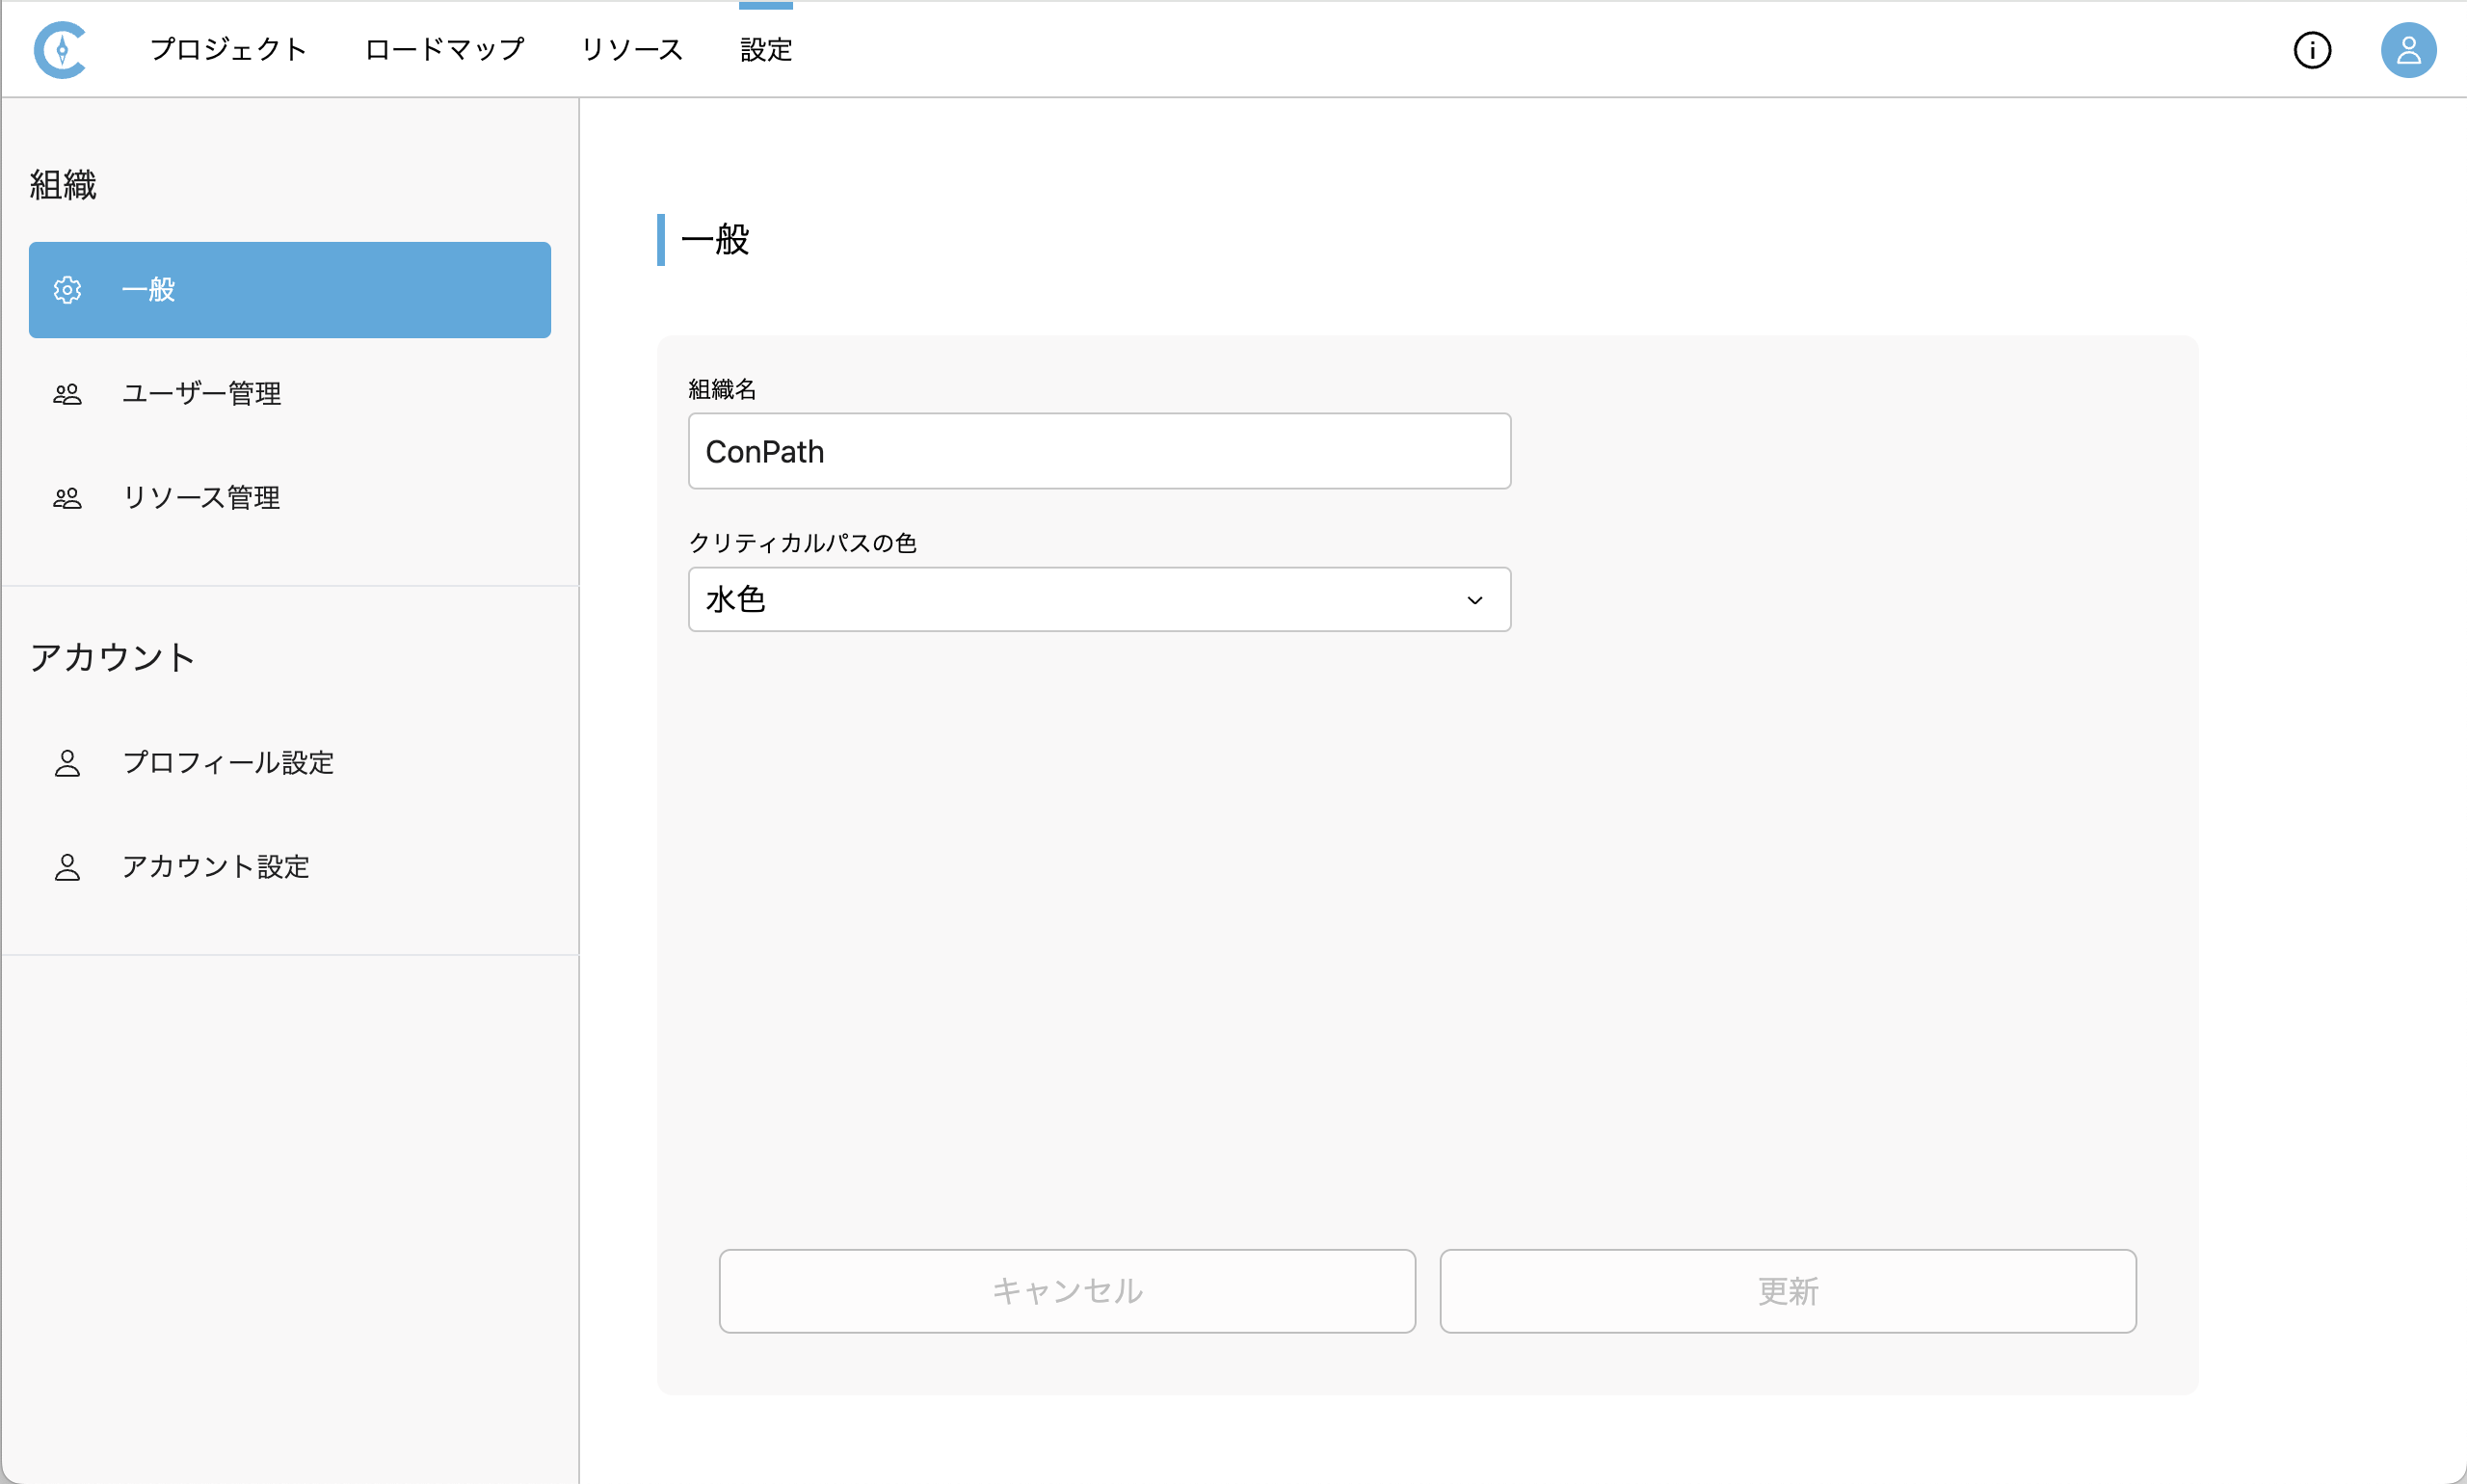 プロジェクト ロードマップ リソース 設定
組織
一般
ユーザー管理
リソース管理
アカウント
プロフィール設定
アカウント設定
一般
組織名
ConPath
クリティカルパスの色
水色
キャンセル 更新